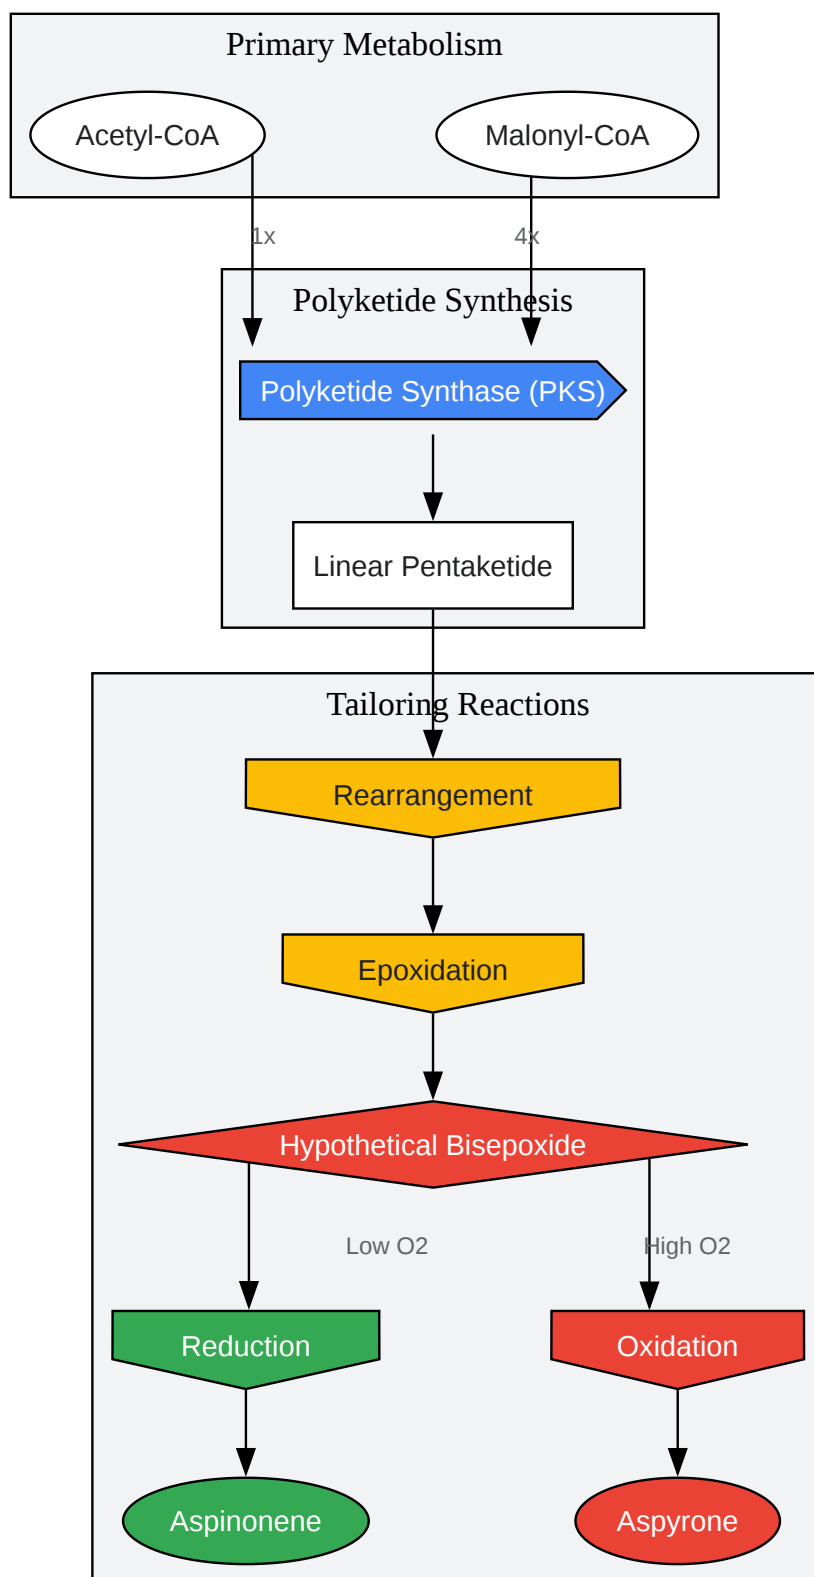 Primary Metabolism
Acetyl-CoA
Malonyl-CoA
1x
4x
Polyketide Synthesis
Polyketide Synthase (PKS)
Linear Pentaketide
Tailoring Reactions
Rearrangement
Epoxidation
Hypothetical Bisepoxide
Low O2
High O2
Reduction
Oxidation
Aspinonene
Aspyrone